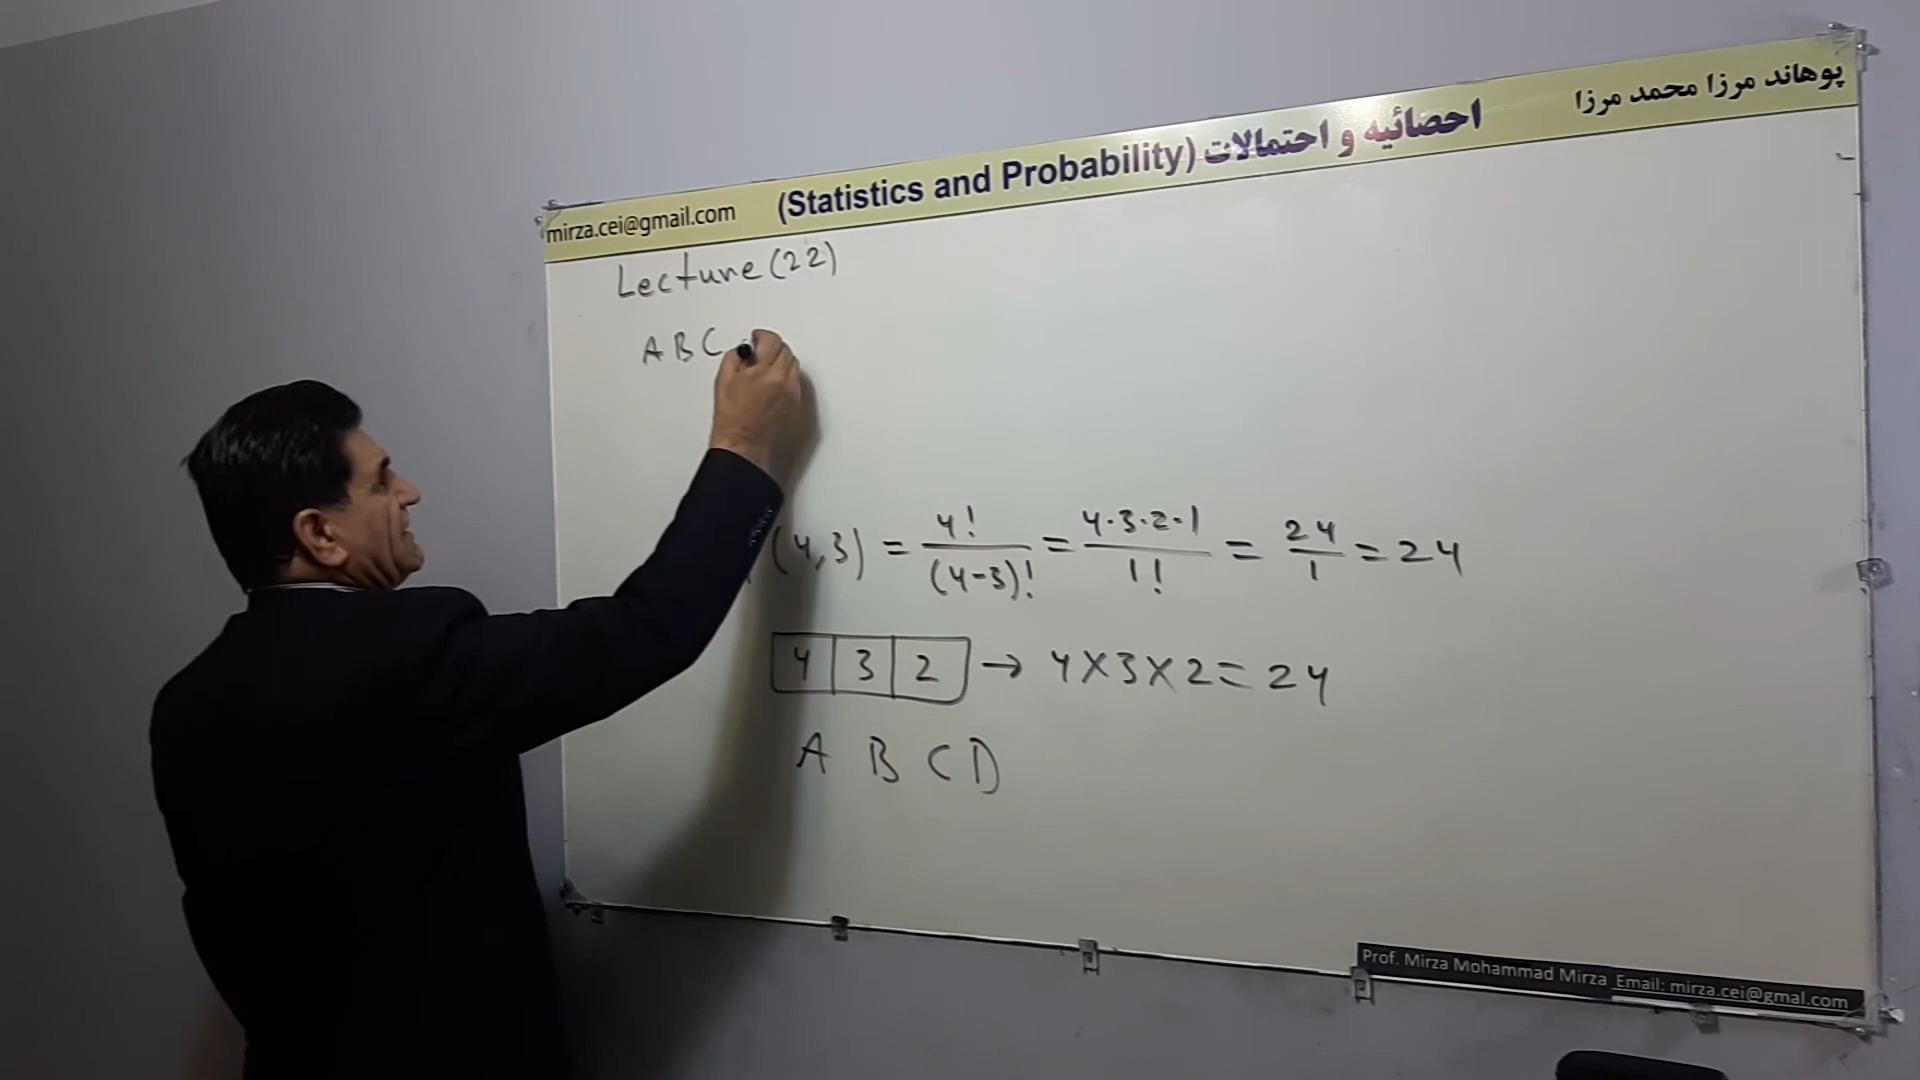 پوهاند مرزا محمد مرزا
احصائیه و احتمالات (Statistics and Probability)
mirza.cei@gmail.com
Lecture (22)
A B C
(4,3) = 4! / (4-3)! = 4·3·2·1 / 1! = 24 / 1 = 24
4 3 2 → 4×3×2=24
A B C D
Prof. Mirza Mohammad Mirza Email: mirza.cei@gmal.com